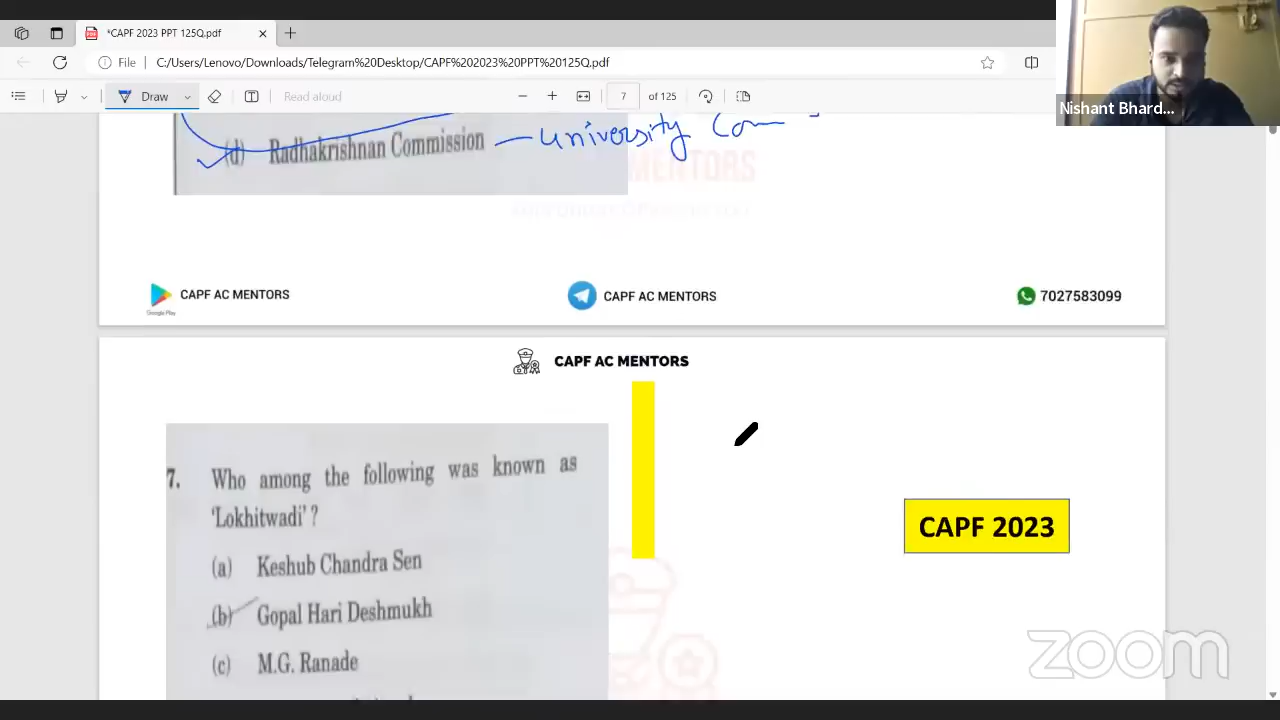 *CAPF 2023 PPT 125Q.pdf
File C:/Users/Lenovo/Downloads/Telegram%20Desktop/CAPF%202023%20PPT%20125Q.pdf
Draw Read aloud 7 of 125
Nishant Bhard...
(d) Radhakrishnan Commission — University Com
MENTORS
CAPF AC MENTORS CAPF AC MENTORS 7027583099
Google Play
CAPF AC MENTORS
7. Who among the following was known as
'Lokhitwadi'?
(a) Keshub Chandra Sen
(b) Gopal Hari Deshmukh
(c) M.G. Ranade
CAPF 2023
zoom